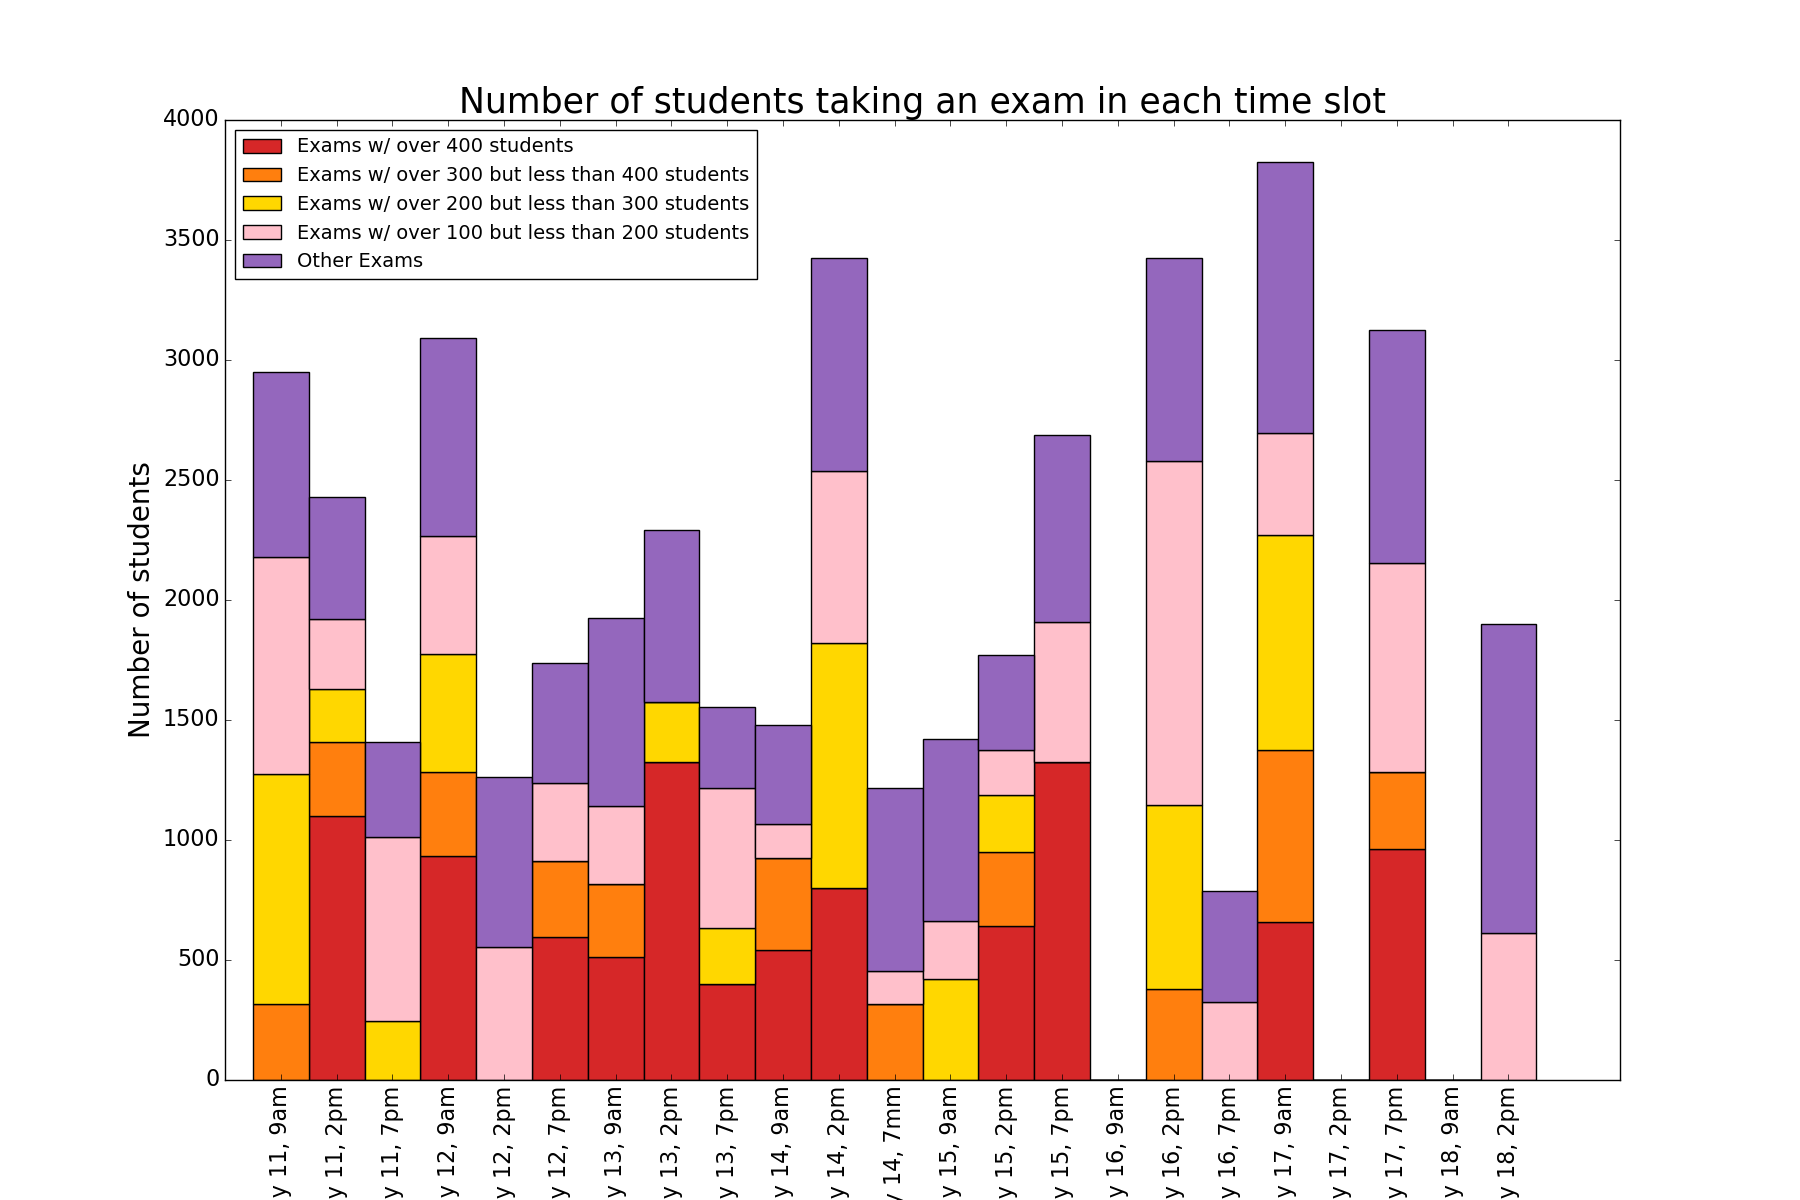 Number of students taking an exam in each time slot
4000
3500
3000
2500
2000
1500
1000
500
0
Number of students
Exams w/ over 400 students
Exams w/ over 300 but less than 400 students
Exams w/ over 200 but less than 300 students
Exams w/ over 100 but less than 200 students
Other Exams
y 11, 9am
y 11, 2pm
y 11, 7pm
y 12, 9am
y 12, 2pm
y 12, 7pm
y 13, 9am
y 13, 2pm
y 13, 7pm
y 14, 9am
y 14, 2pm
y 14, 7mm
y 15, 9am
y 15, 2pm
y 15, 7pm
y 16, 9am
y 16, 2pm
y 16, 7pm
y 17, 9am
y 17, 2pm
y 17, 7pm
y 18, 9am
y 18, 2pm